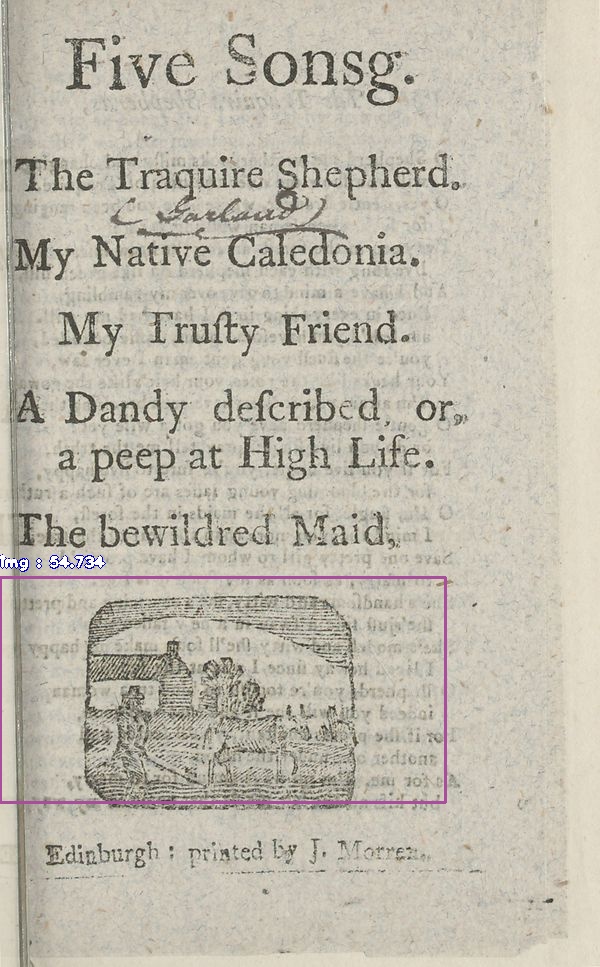 Five Sonsg.
The Traquire Shepherd.
(Garland)
My Native Caledonia.
My Truſty Friend.
A Dandy deſcribed, or,
a peep at High Life.
The bewildred Maid,
img : 54.734
Edinburgh : printed by J. Morren.